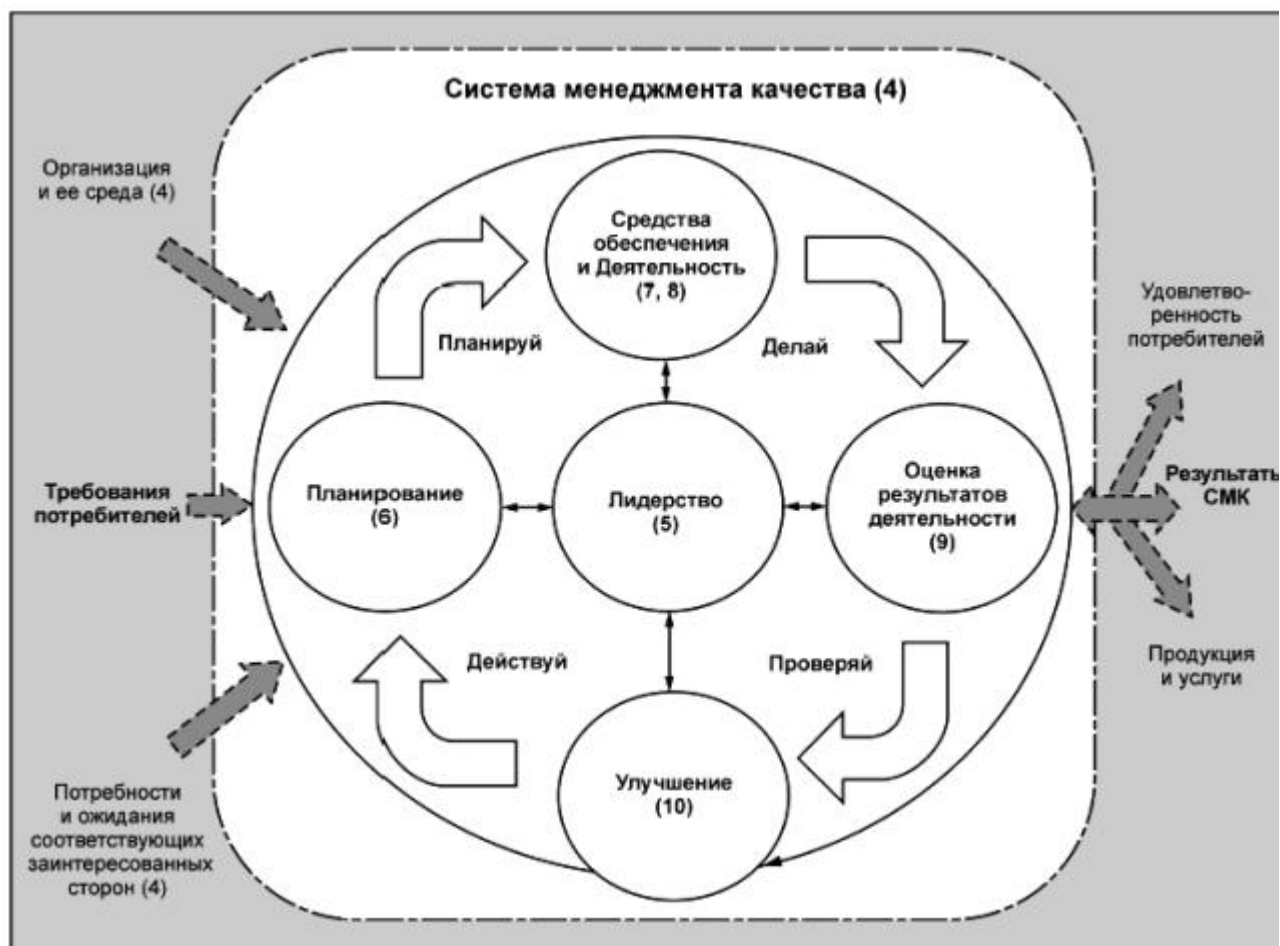 Система менеджмента качества (4)
Организация
и ее среда (4)
Средства
обеспечения
и Деятельность
(7, 8)
Планируй
Делай
Удовлетво-
ренность
потребителей
Требования
потребителей
Планирование
(6)
Лидерство
(5)
Оценка
результатов
деятельности
(9)
Результаты
СМК
Действуй
Проверяй
Продукция
и услуги
Улучшение
(10)
Потребности
и ожидания
соответствующих
заинтересованных
сторон (4)